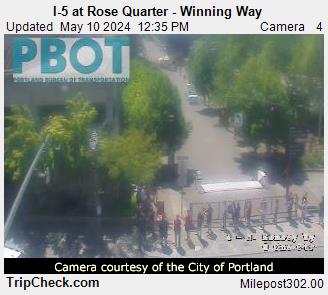 I-5 at Rose Quarter - Winning Way
Updated May 10 2024 12:35 PM Camera 4
PBOT
PORTLAND BUREAU OF TRANSPORTATION
Camera courtesy of the City of Portland
TripCheck.com Milepost302.00